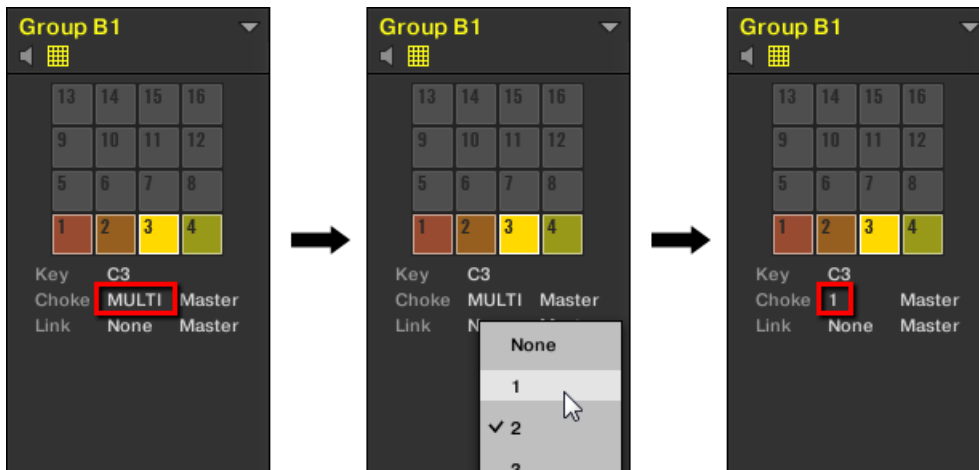 Group B1
13 14 15 16
9 10 11 12
5 6 7 8
1 2 3 4
Key C3
Choke MULTI Master
Link None Master
Group B1
13 14 15 16
9 10 11 12
5 6 7 8
1 2 3 4
Key C3
Choke MULTI Master
Link
None
1
2
Group B1
13 14 15 16
9 10 11 12
5 6 7 8
1 2 3 4
Key C3
Choke 1 Master
Link None Master